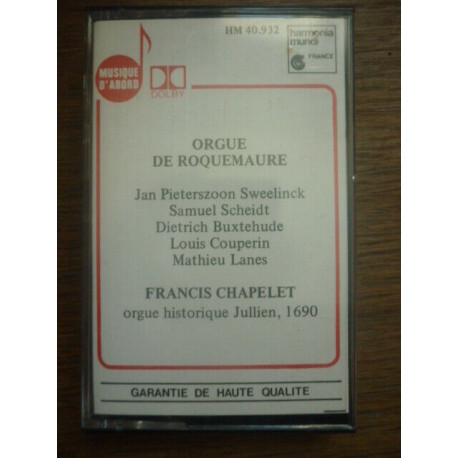 HM 40.932
harmonia
mundi
FRANCE
MUSIQUE
D'ABORD
DOLBY
ORGUE
DE ROQUEMAURE
Jan Pieterszoon Sweelinck
Samuel Scheidt
Dietrich Buxtehude
Louis Couperin
Mathieu Lanes
FRANCIS CHAPELET
orgue historique Jullien, 1690
GARANTIE DE HAUTE QUALITE